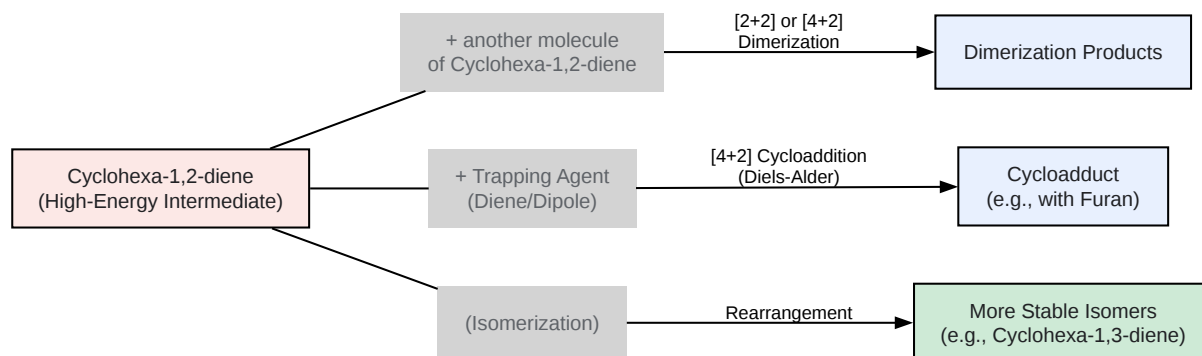 + another molecule
of Cyclohexa-1,2-diene
[2+2] or [4+2]
Dimerization
Dimerization Products
Cyclohexa-1,2-diene
(High-Energy Intermediate)
+ Trapping Agent
(Diene/Dipole)
[4+2] Cycloaddition
(Diels-Alder)
Cycloadduct
(e.g., with Furan)
(Isomerization)
Rearrangement
More Stable Isomers
(e.g., Cyclohexa-1,3-diene)